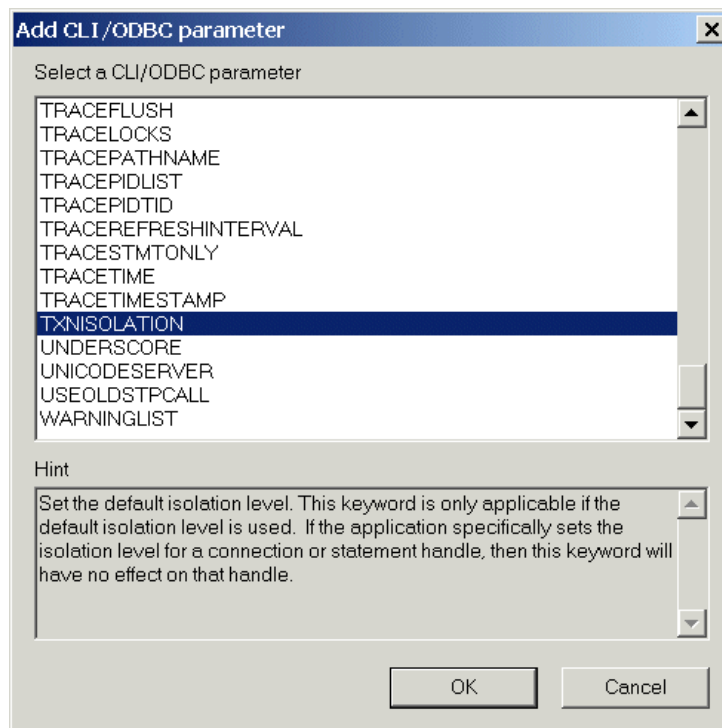 Add CLI/ODBC parameter
Select a CLI/ODBC parameter
TRACEFLUSH
TRACELOCKS
TRACEPATHNAME
TRACEPIDLIST
TRACEPIDTID
TRACEREFRESHINTERVAL
TRACESTMTONLY
TRACETIME
TRACETIMESTAMP
TXNISOLATION
UNDERSCORE
UNICODESERVER
USEOLDSTPCALL
WARNINGLIST
Hint
Set the default isolation level. This keyword is only applicable if the
default isolation level is used.  If the application specifically sets the
isolation level for a connection or statement handle, then this keyword will
have no effect on that handle.
OK Cancel